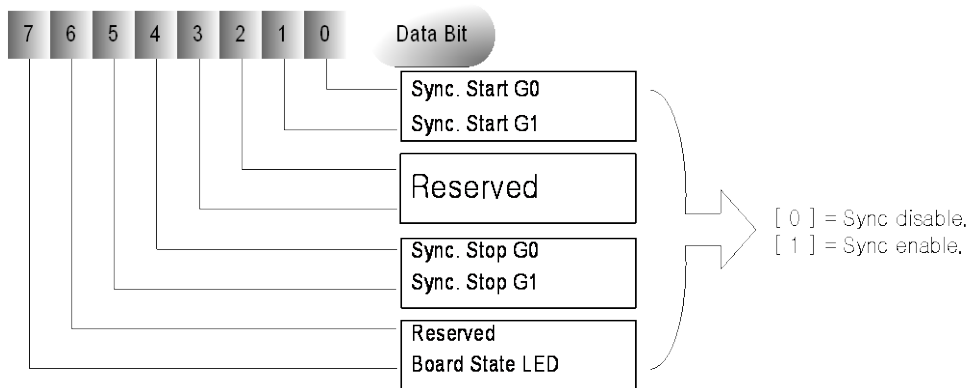 7 6 5 4 3 2 1 0 Data Bit
Sync. Start G0
Sync. Start G1
Reserved
Sync. Stop G0
Sync. Stop G1
Reserved
Board State LED
[ 0 ] = Sync disable,
[ 1 ] = Sync enable,